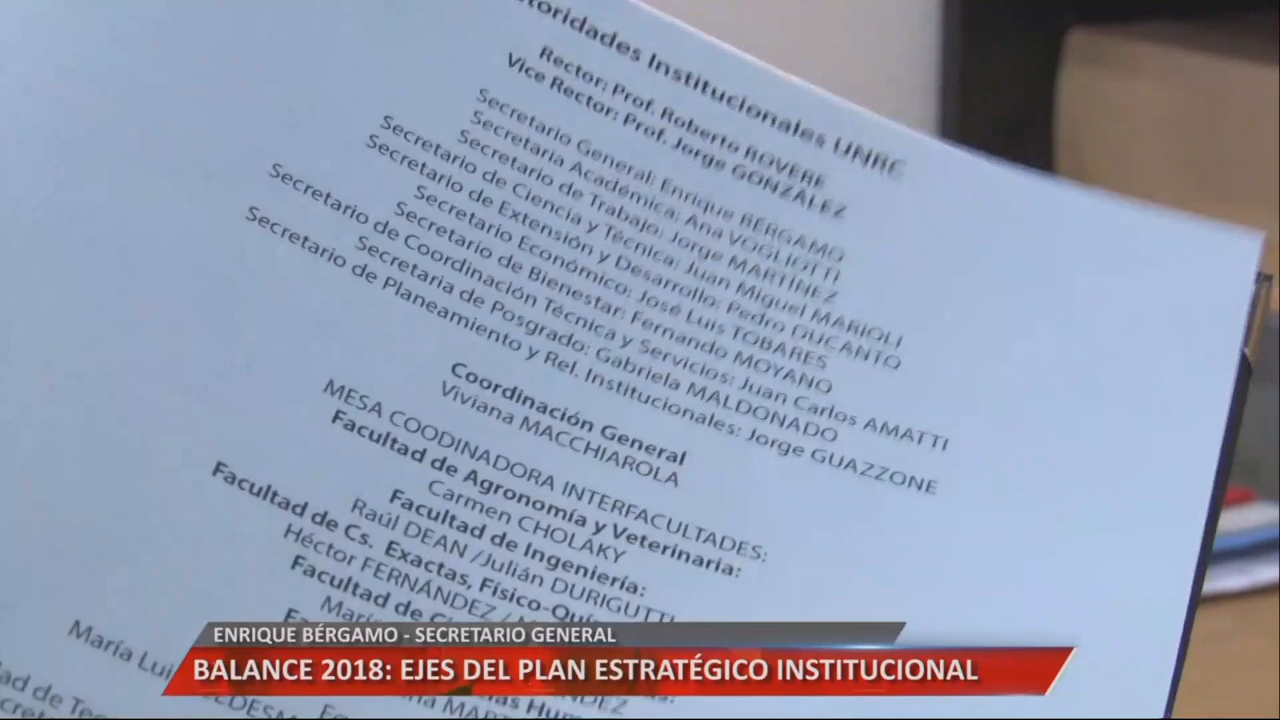 Autoridades Institucionales UNRC
Rector: Prof. Roberto ROVERE
Vice Rector: Prof. Jorge GONZÁLEZ
Secretario General: Enrique BÉRGAMO
Secretaria Académica: Ana VOGLIOTTI
Secretario de Trabajo: Jorge MARTÍNEZ
Secretario de Ciencia y Técnica: Juan Miguel MARIOLI
Secretario de Extensión y Desarrollo: Pedro DUCANTO
Secretario Económico: José Luis TOBARES
Secretario de Bienestar: Fernando MOYANO
Secretario de Coordinación Técnica y Servicios: Juan Carlos AMATTI
Secretaria de Posgrado: Gabriela MALDONADO
Secretario de Planeamiento y Rel. Institucionales: Jorge GUAZZONE
Coordinación General
Viviana MACCHIAROLA
MESA COODINADORA INTERFACULTADES:
Facultad de Agronomía y Veterinaria:
Carmen CHOLAKY
Facultad de Ingeniería:
Raúl DEAN /Julián DURIGUTTI
Facultad de Cs. Exactas, Físico-Quí
Héctor FERNÁNDEZ /
Facultad de
María Lui
ENRIQUE BÉRGAMO - SECRETARIO GENERAL
BALANCE 2018: EJES DEL PLAN ESTRATÉGICO INSTITUCIONAL